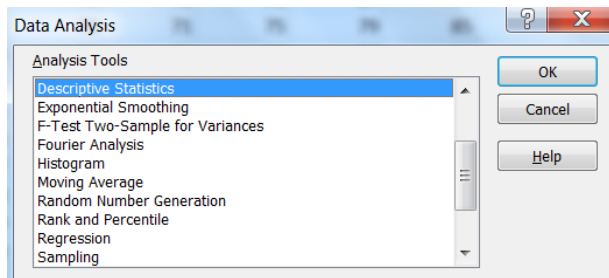 Data Analysis
Analysis Tools
Descriptive Statistics
Exponential Smoothing
F-Test Two-Sample for Variances
Fourier Analysis
Histogram
Moving Average
Random Number Generation
Rank and Percentile
Regression
Sampling
OK
Cancel
Help